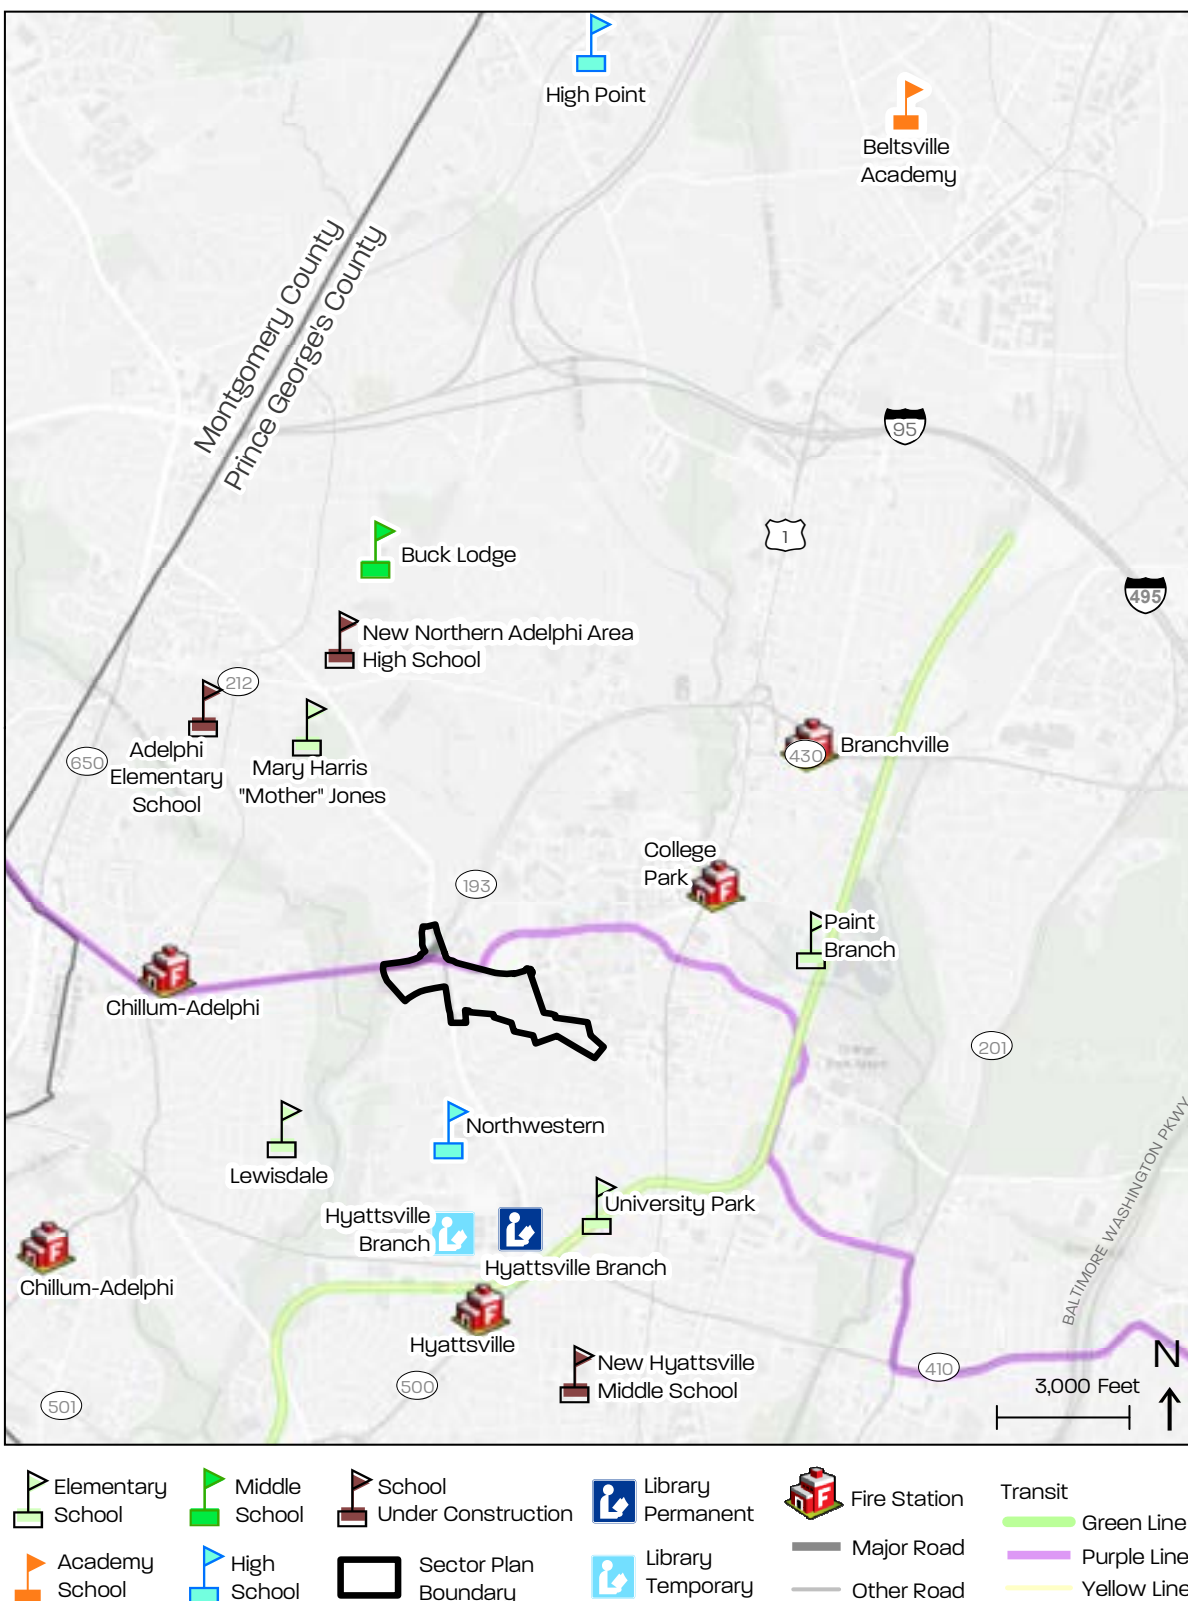 High Point
Beltsville
Academy
Montgomery County
Prince George's County
95
1
495
Buck Lodge
New Northern Adelphi Area
High School
212
650
Adelphi
Elementary
School
Mary Harris
"Mother" Jones
430
Branchville
College
Park
F
193
Paint
Branch
F
Chillum-Adelphi
201
Northwestern
Lewisdale
University Park
Hyattsville
Branch
Hyattsville Branch
F
Chillum-Adelphi
F
Hyattsville
BALTIMORE WASHINGTON PKWY
New Hyattsville
Middle School
500
501
410
3,000 Feet
N
Elementary
School
Middle
School
School
Under Construction
Library
Permanent
F
Fire Station
Transit
Green Line
Major Road
Purple Line
Academy
School
High
School
Sector Plan
Boundary
Library
Temporary
Other Road
Yellow Line